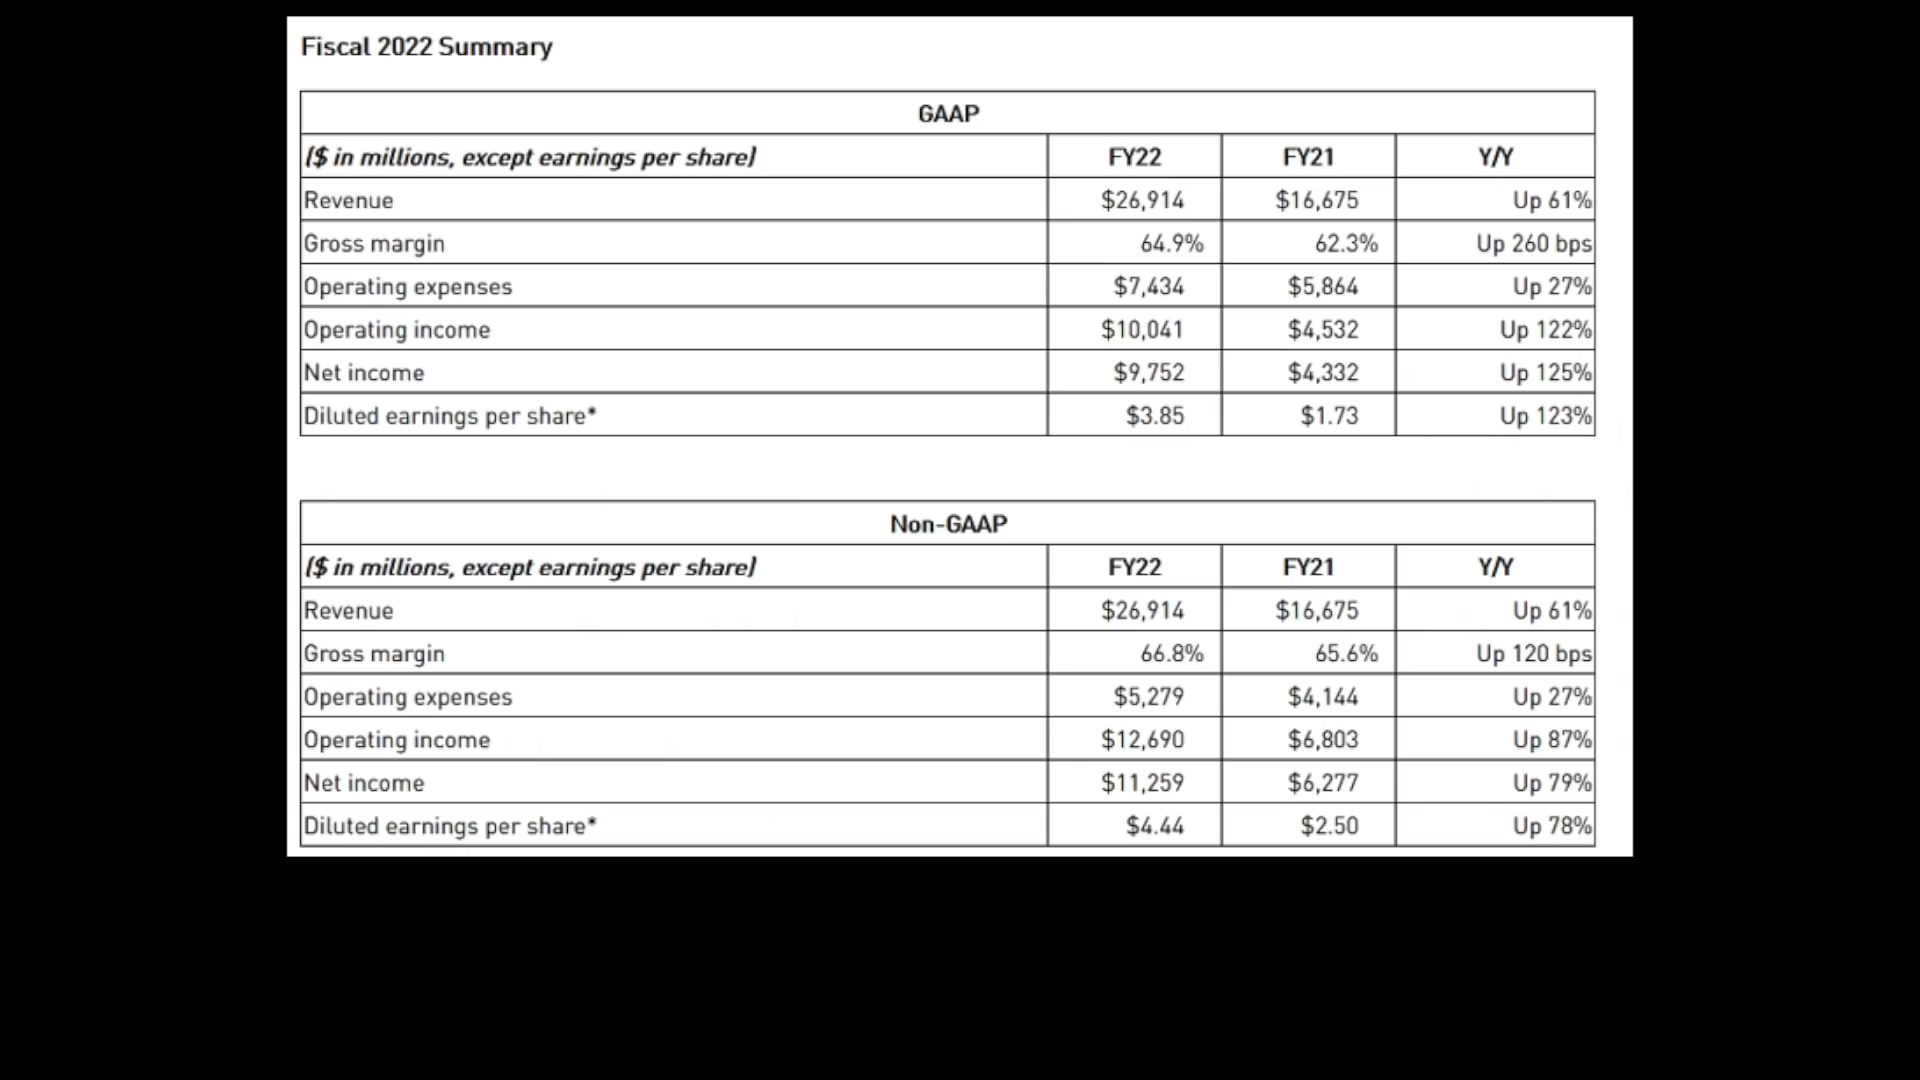 Fiscal 2022 Summary
GAAP
($ in millions, except earnings per share) FY22 FY21 Y/Y
Revenue $26,914 $16,675 Up 61%
Gross margin 64.9% 62.3% Up 260 bps
Operating expenses $7,434 $5,864 Up 27%
Operating income $10,041 $4,532 Up 122%
Net income $9,752 $4,332 Up 125%
Diluted earnings per share* $3.85 $1.73 Up 123%
Non-GAAP
($ in millions, except earnings per share) FY22 FY21 Y/Y
Revenue $26,914 $16,675 Up 61%
Gross margin 66.8% 65.6% Up 120 bps
Operating expenses $5,279 $4,144 Up 27%
Operating income $12,690 $6,803 Up 87%
Net income $11,259 $6,277 Up 79%
Diluted earnings per share* $4.44 $2.50 Up 78%